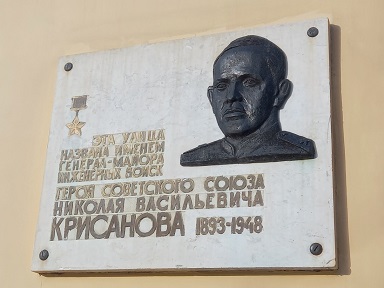 ЭТА УЛИЦА
НАЗВАНА ИМЕНЕМ
ГЕНЕРАЛ-МАЙОРА
ИНЖЕНЕРНЫХ ВОЙСК
ГЕРОЯ СОВЕТСКОГО СОЮЗА
НИКОЛАЯ ВАСИЛЬЕВИЧА
КРИСАНОВА 1893-1948